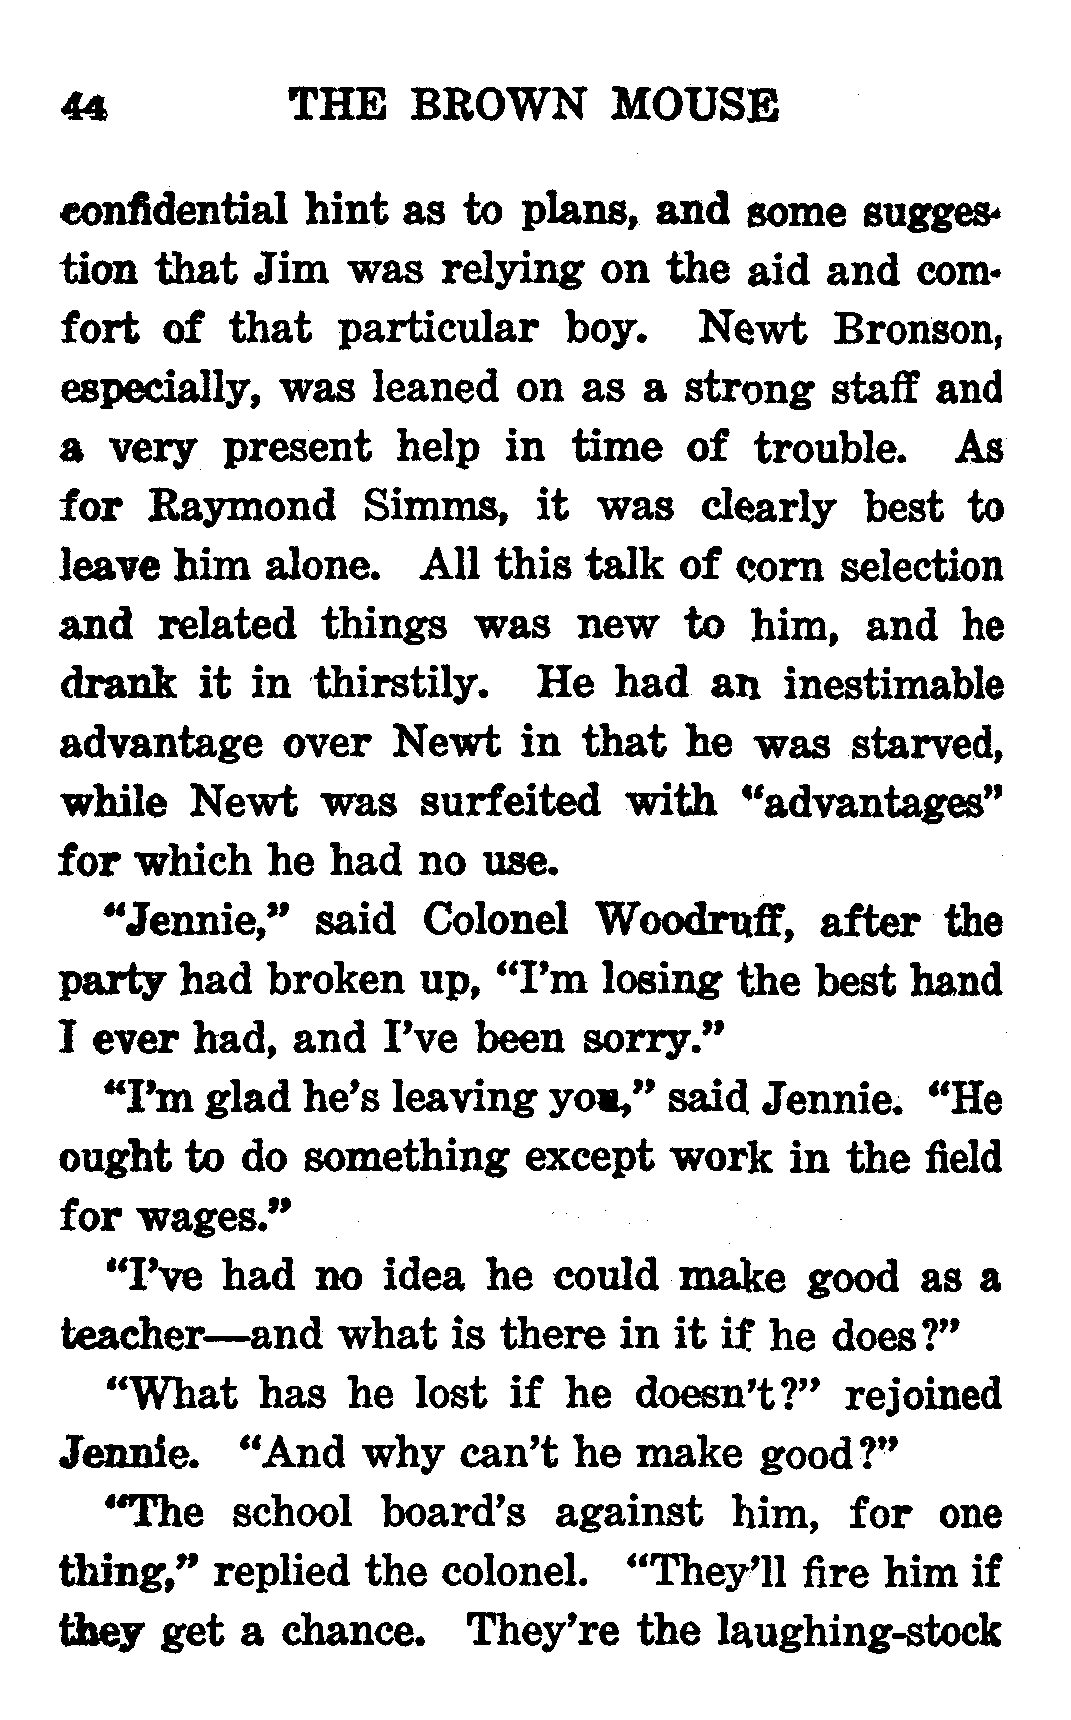 44 THE BROWN MOUSE
confidential hint as to plans, and some sugges-
tion that Jim was relying on the aid and com-
fort of that particular boy. Newt Bronson,
especially, was leaned on as a strong staff and
a very present help in time of trouble. As
for Raymond Simms, it was clearly best to
leave him alone. All this talk of corn selection
and related things was new to him, and he
drank it in thirstily. He had an inestimable
advantage over Newt in that he was starved,
while Newt was surfeited with "advantages"
for which he had no use.
"Jennie," said Colonel Woodruff, after the
party had broken up, "I'm losing the best hand
I ever had, and I've been sorry."
"I'm glad he's leaving you," said Jennie. "He
ought to do something except work in the field
for wages."
"I've had no idea he could make good as a
teacher—and what is there in it if he does?"
"What has he lost if he doesn't?" rejoined
Jennie. "And why can't he make good?"
"The school board's against him, for one
thing," replied the colonel. "They'll fire him if
they get a chance. They're the laughing-stock